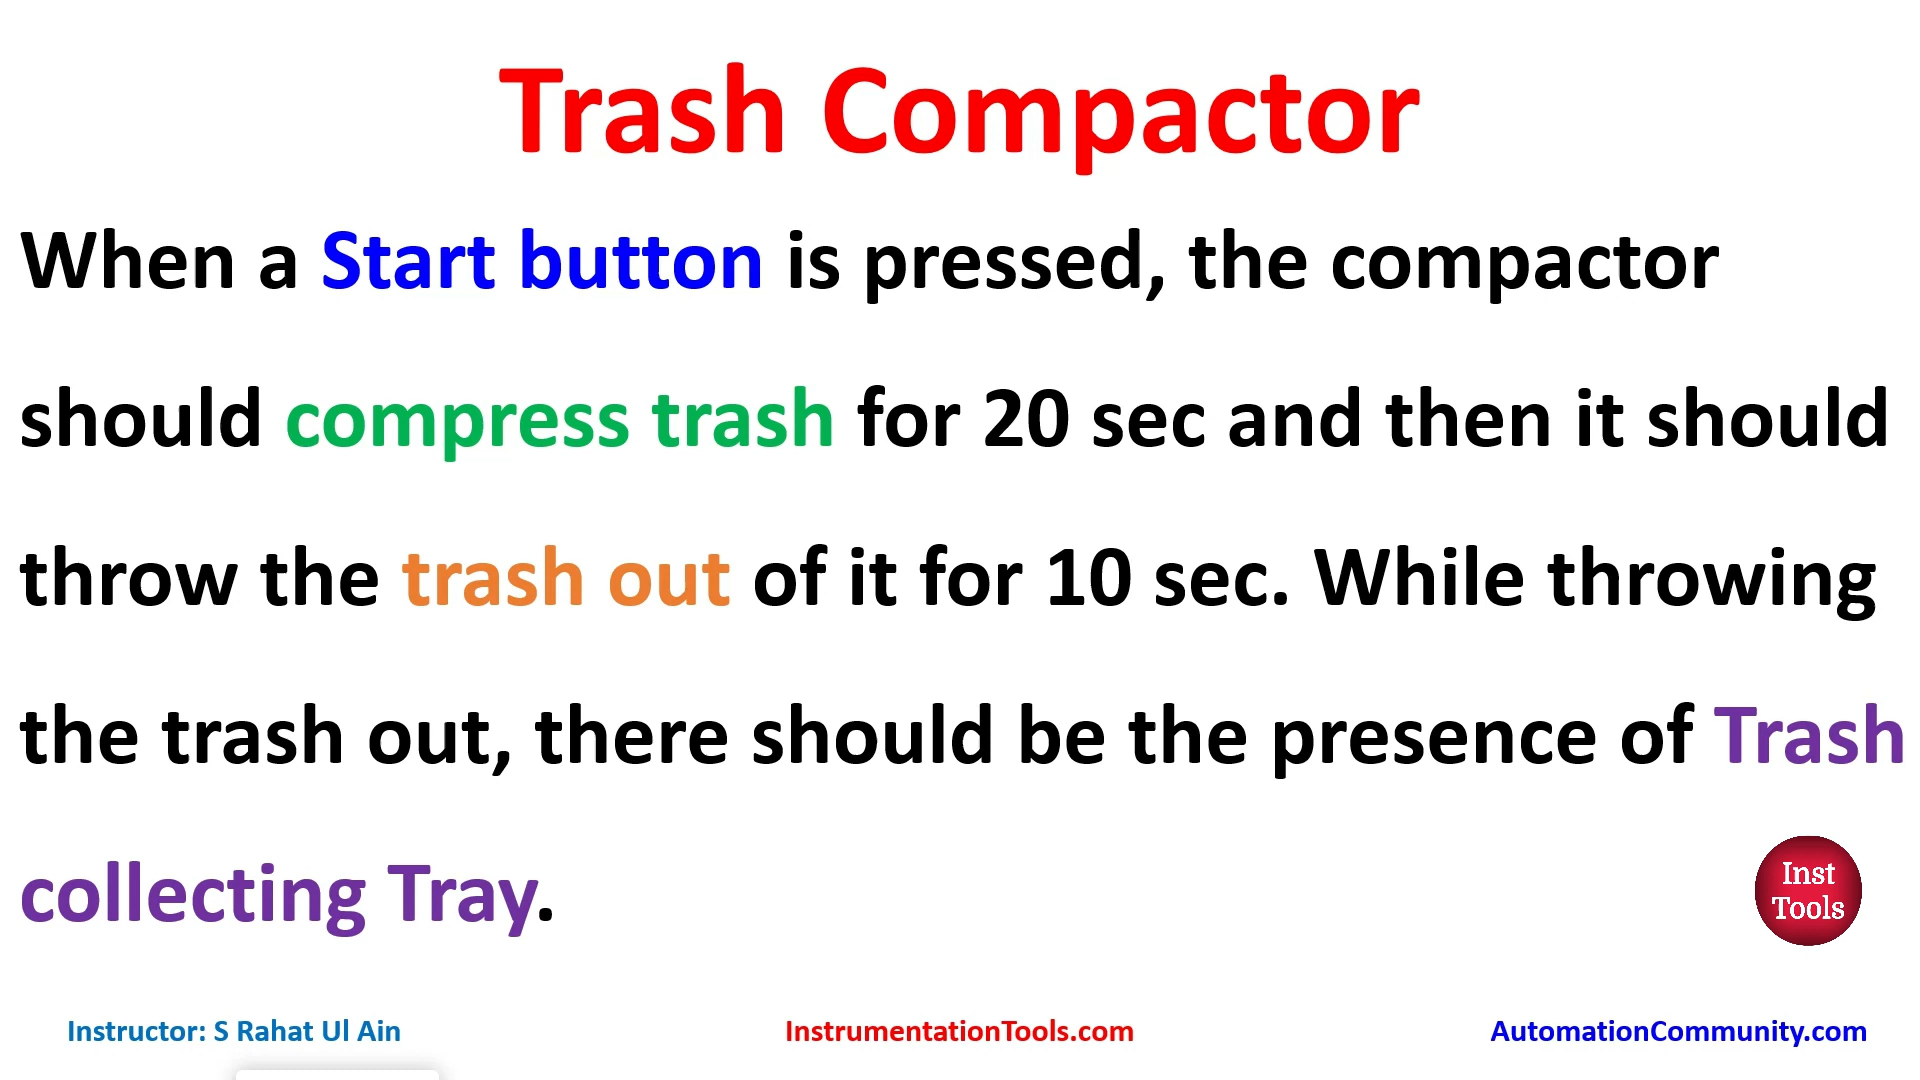 Trash Compactor
When a Start button is pressed, the compactor
should compress trash for 20 sec and then it should
throw the trash out of it for 10 sec. While throwing
the trash out, there should be the presence of Trash
collecting Tray.
Inst
Tools
Instructor: S Rahat Ul Ain
InstrumentationTools.com
AutomationCommunity.com